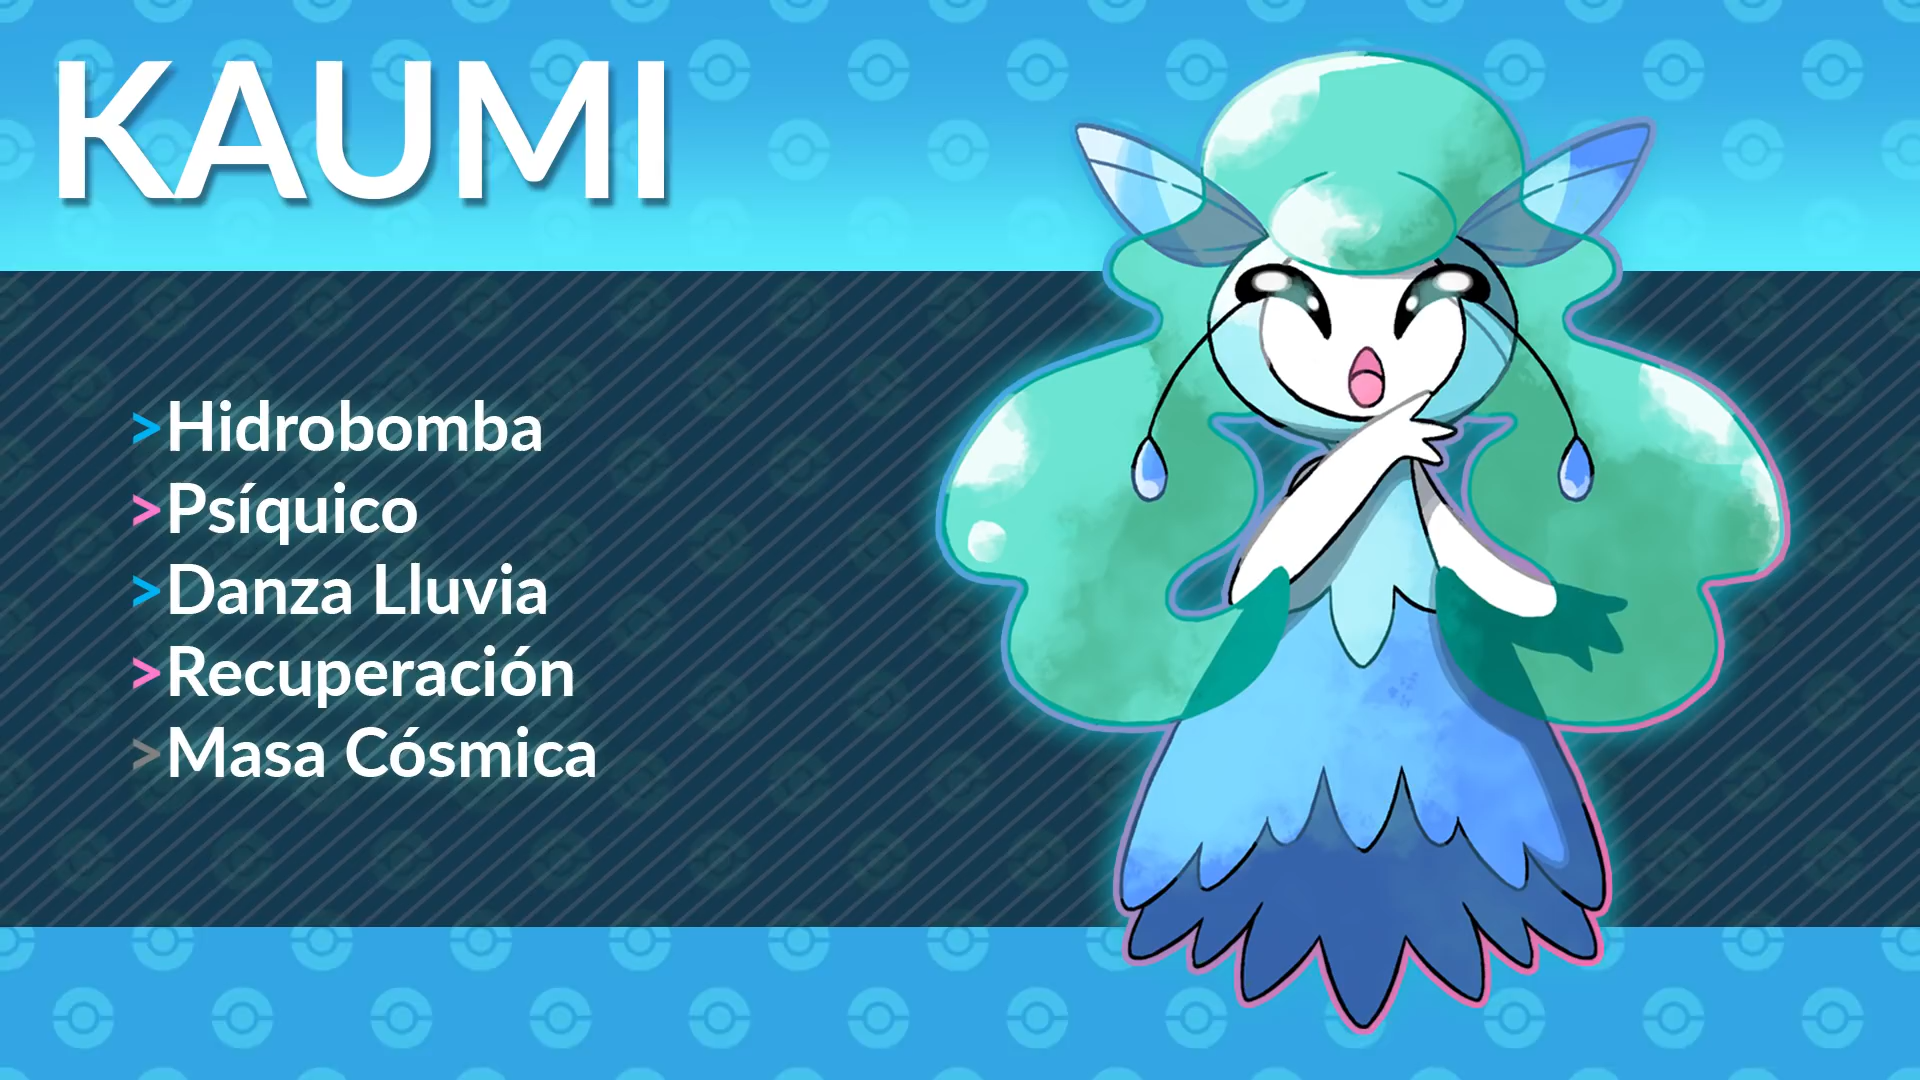 KAUMI
>Hidrobomba
>Psíquico
>Danza Lluvia
>Recuperación
>Masa Cósmica